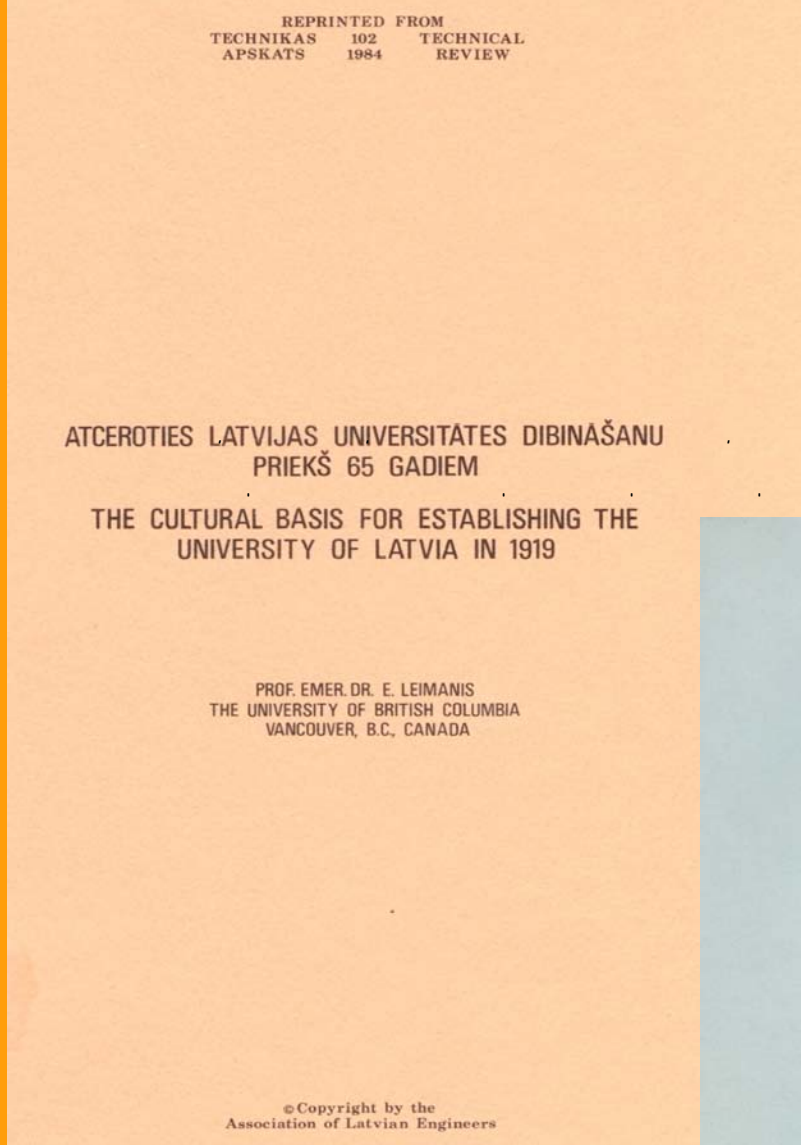 REPRINTED FROM
TECHNIKAS 102 TECHNICAL
APSKATS 1984 REVIEW
ATCEROTIES LATVIJAS UNIVERSITĀTES DIBINĀŠANU
PRIEKŠ 65 GADIEM
THE CULTURAL BASIS FOR ESTABLISHING THE
UNIVERSITY OF LATVIA IN 1919
PROF. EMER. DR. E. LEIMANIS
THE UNIVERSITY OF BRITISH COLUMBIA
VANCOUVER, B.C., CANADA
©Copyright by the
Association of Latvian Engineers